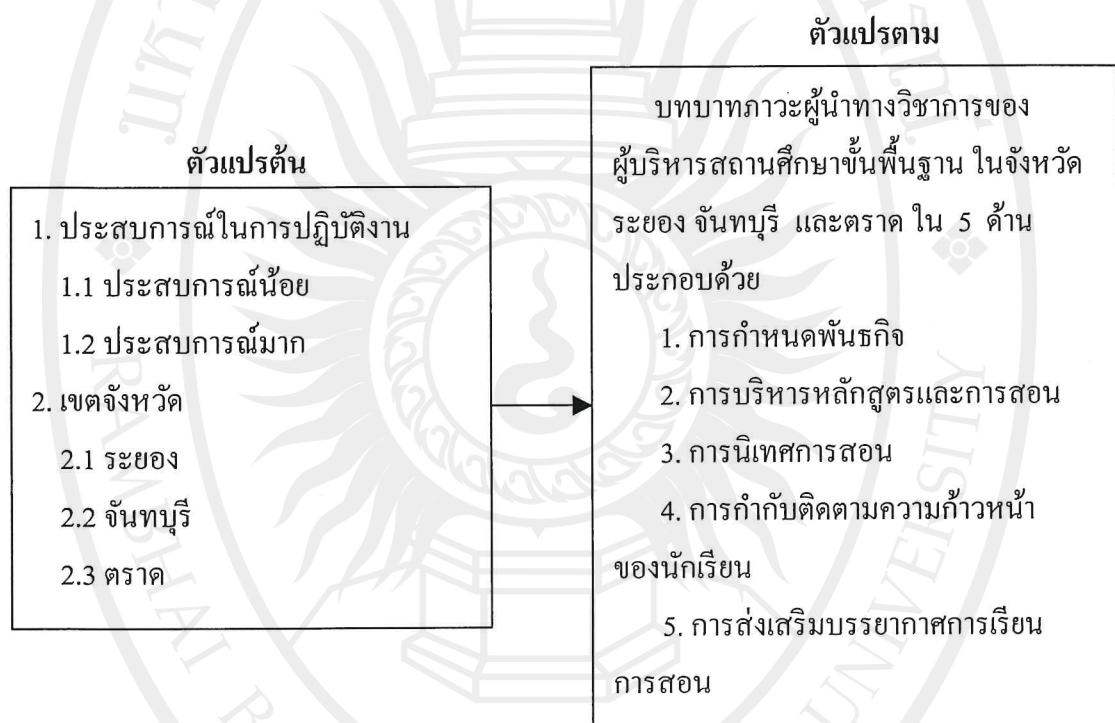 ตัวแปรต้น
1. ประสบการณ์ในการปฏิบัติงาน
1.1 ประสบการณ์น้อย
1.2 ประสบการณ์มาก
2. เขตจังหวัด
2.1 ระยอง
2.2 จันทบุรี
2.3 ตราด
ตัวแปรตาม
บทบาทภาวะผู้นำทางวิชาการของ
ผู้บริหารสถานศึกษาขั้นพื้นฐาน ในจังหวัด
ระยอง จันทบุรี และตราด ใน 5 ด้าน
ประกอบด้วย
1. การกำหนดพันธกิจ
2. การบริหารหลักสูตรและการสอน
3. การนิเทศการสอน
4. การกำกับติดตามความก้าวหน้า
ของนักเรียน
5. การส่งเสริมบรรยากาศการเรียน
การสอน
UNIVERSITY